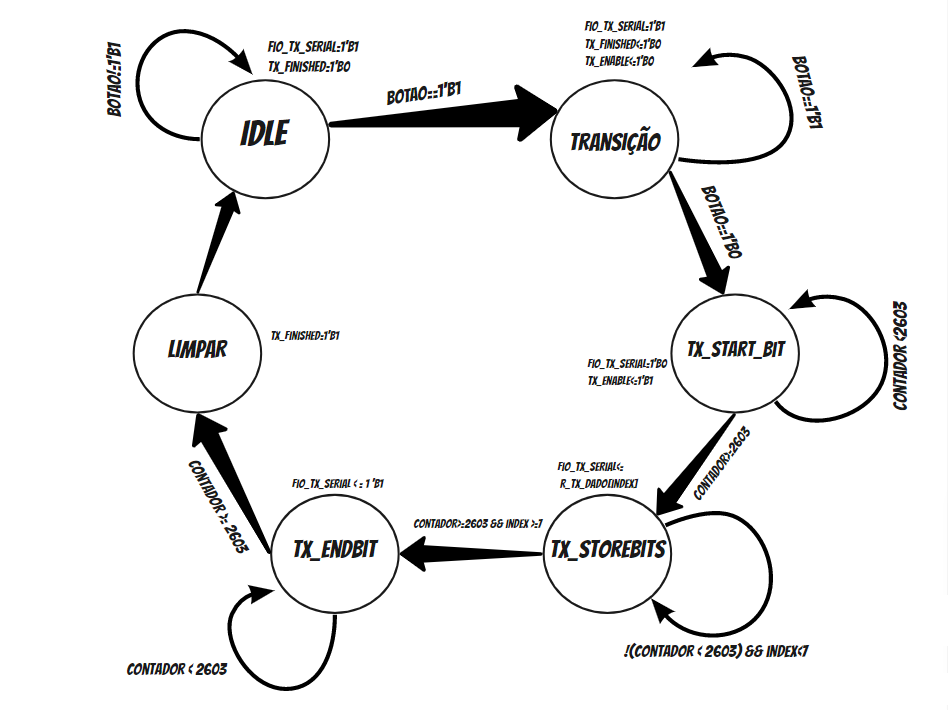 BOTAO!=1'B1
FIO_TX_SERIAL=1'B1
TX_FINISHED=1'B0
IDLE
BOTAO==1'B1
FIO_TX_SERIAL=1'B1
TX_FINISHED<=1'B0
TX_ENABLE<=1'B0
TRANSIÇÃO
BOTAO==1'B1
BOTAO==1'B0
LIMPAR
TX_FINISHED=1'B1
TX_START_BIT
FIO_TX_SERIAL=1'B0
TX_ENABLE<=1'B1
CONTADOR <2603
CONTADOR>=2603
FIO_TX_SERIAL<=
R_TX_DADO[INDEX]
TX_STOREBITS
!(CONTADOR < 2603) && INDEX<7
CONTADOR>=2603 && INDEX >=7
FIO_TX_SERIAL <= 1'B1
TX_ENDBIT
CONTADOR < 2603
CONTADOR >= 2603